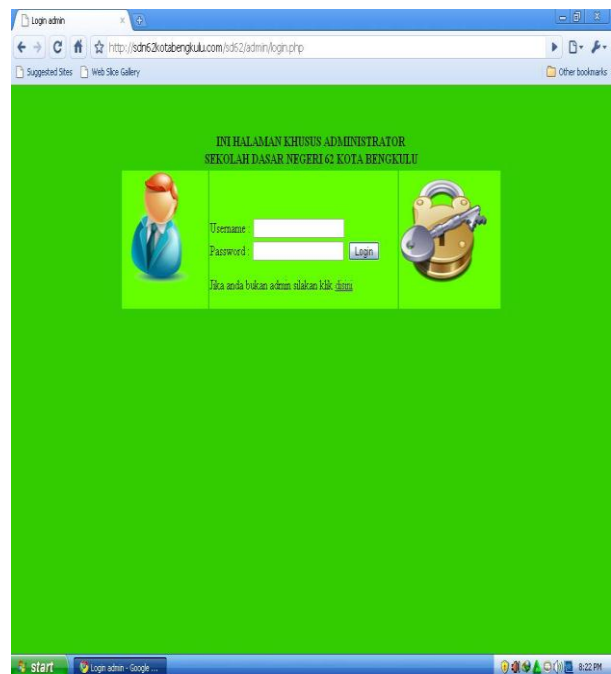 Login admin
http://sdn62kotabengkulu.com/sd62/admin/login.php
Suggested Sites Web Slice Gallery Other bookmarks
INI HALAMAN KHUSUS ADMINISTRATOR
SEKOLAH DASAR NEGERI 62 KOTA BENGKULU
Username :
Password : Login
Jika anda bukan admin silakan klik disini
start Login admin - Google ... 8:22 PM